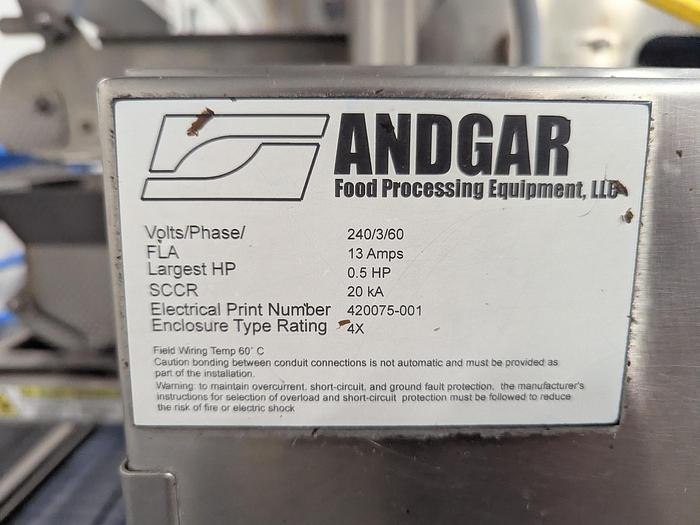 ANDGAR
Food Processing Equipment, LLC
Volts/Phase/ 240/3/60
FLA 13 Amps
Largest HP 0.5 HP
SCCR 20 kA
Electrical Print Number 420075-001
Enclosure Type Rating 4X
Field Wiring Temp 60° C
Caution bonding between conduit connections is not automatic and must be provided as
part of the installation.
Warning: to maintain overcurrent, short-circuit, and ground fault protection, the manufacturer's
instructions for selection of overload and short-circuit protection must be followed to reduce
the risk of fire or electric shock